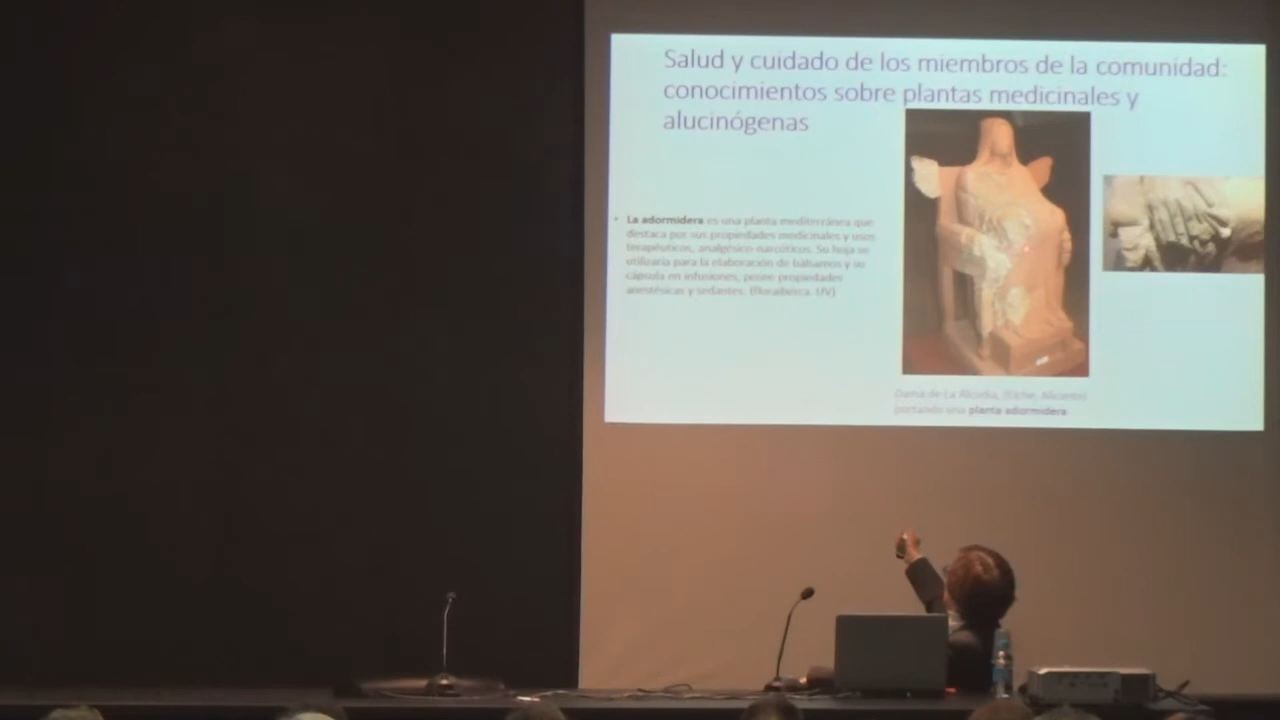 Salud y cuidado de los miembros de la comunidad:
conocimientos sobre plantas medicinales y
alucinógenas
• La adormidera es una planta mediterránea que
destaca por sus propiedades medicinales y usos
terapéuticos, analgésico-narcóticos. Su hoja se
utilizaría para la elaboración de bálsamos y su
cápsula en infusiones, posee propiedades
anestésicas y sedantes. (floraiberica. UV)
Dama de La Alcudia, (Elche, Alicante)
portando una planta adormidera